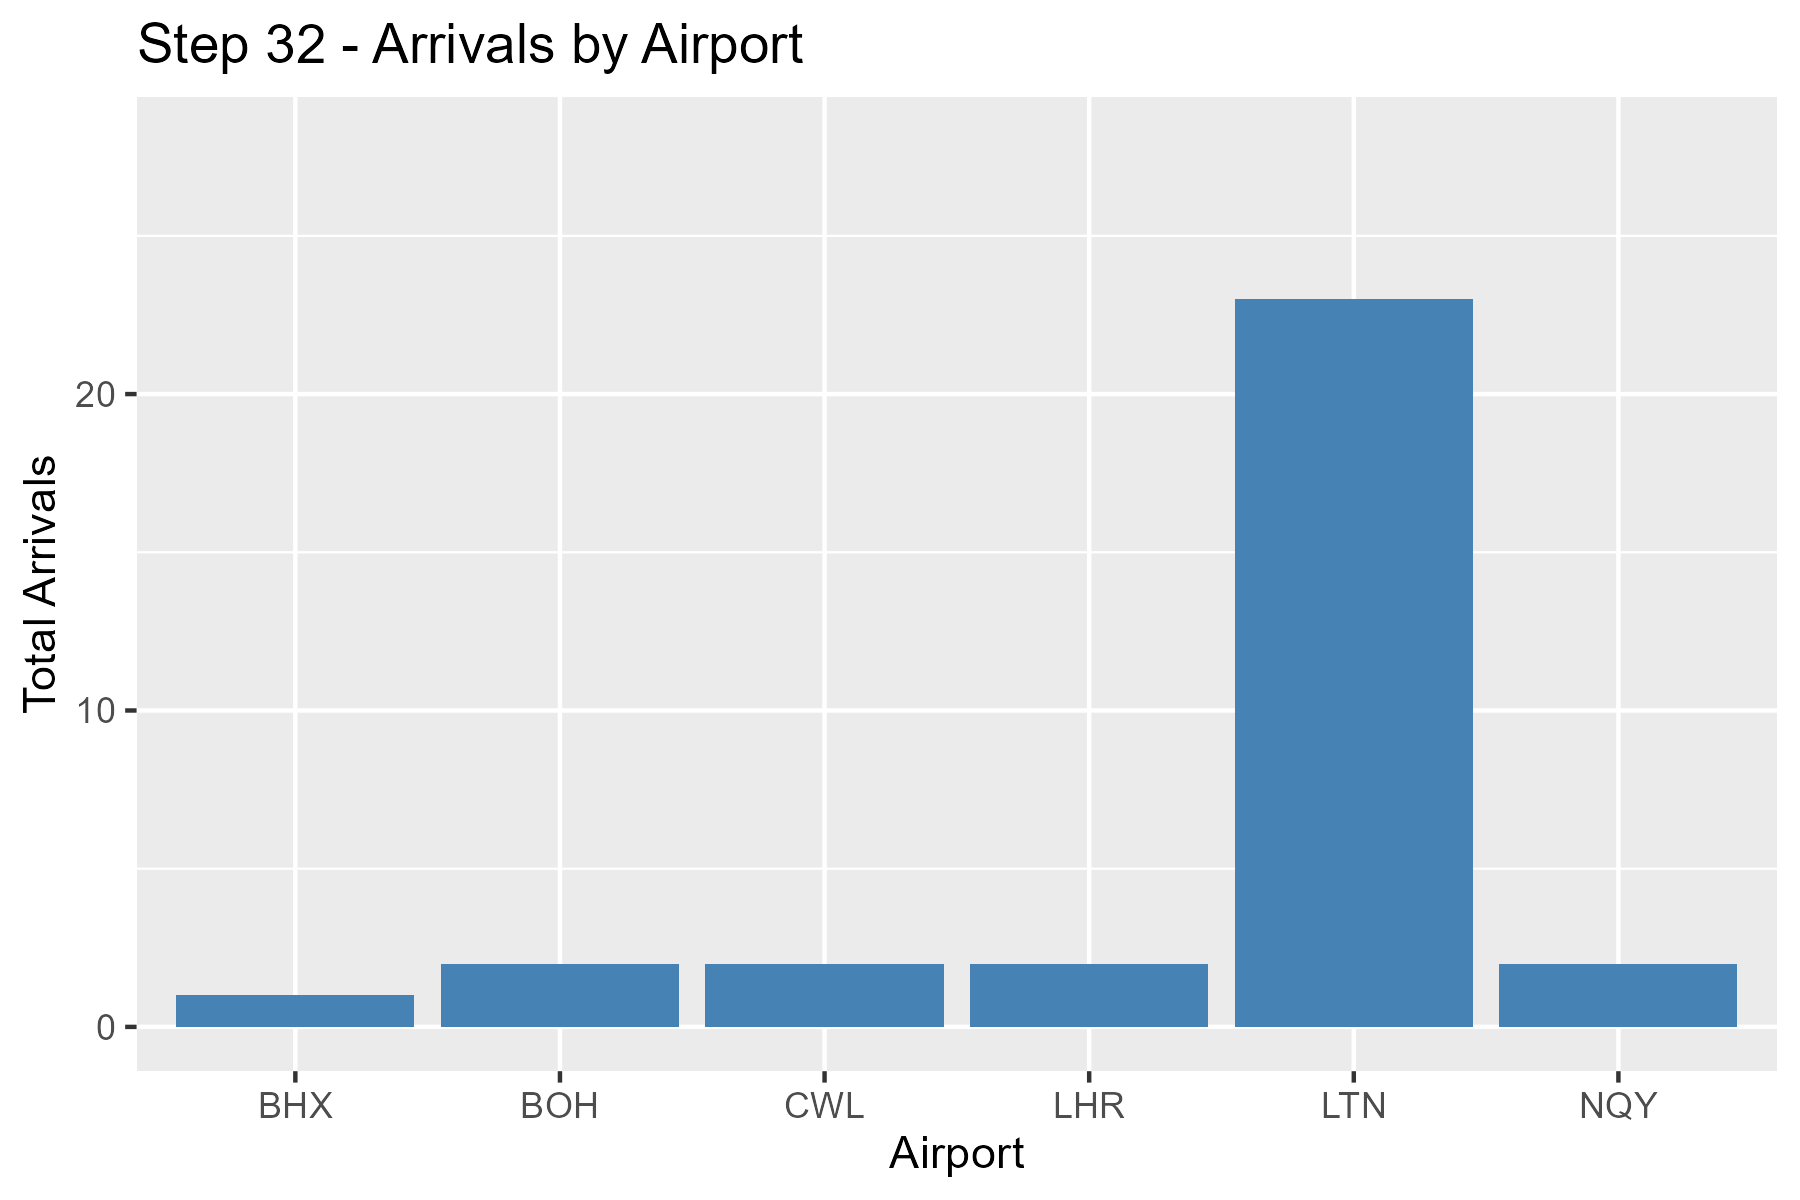 Step 32 - Arrivals by Airport
Total Arrivals
20
10
0
BHX BOH CWL LHR LTN NQY
Airport